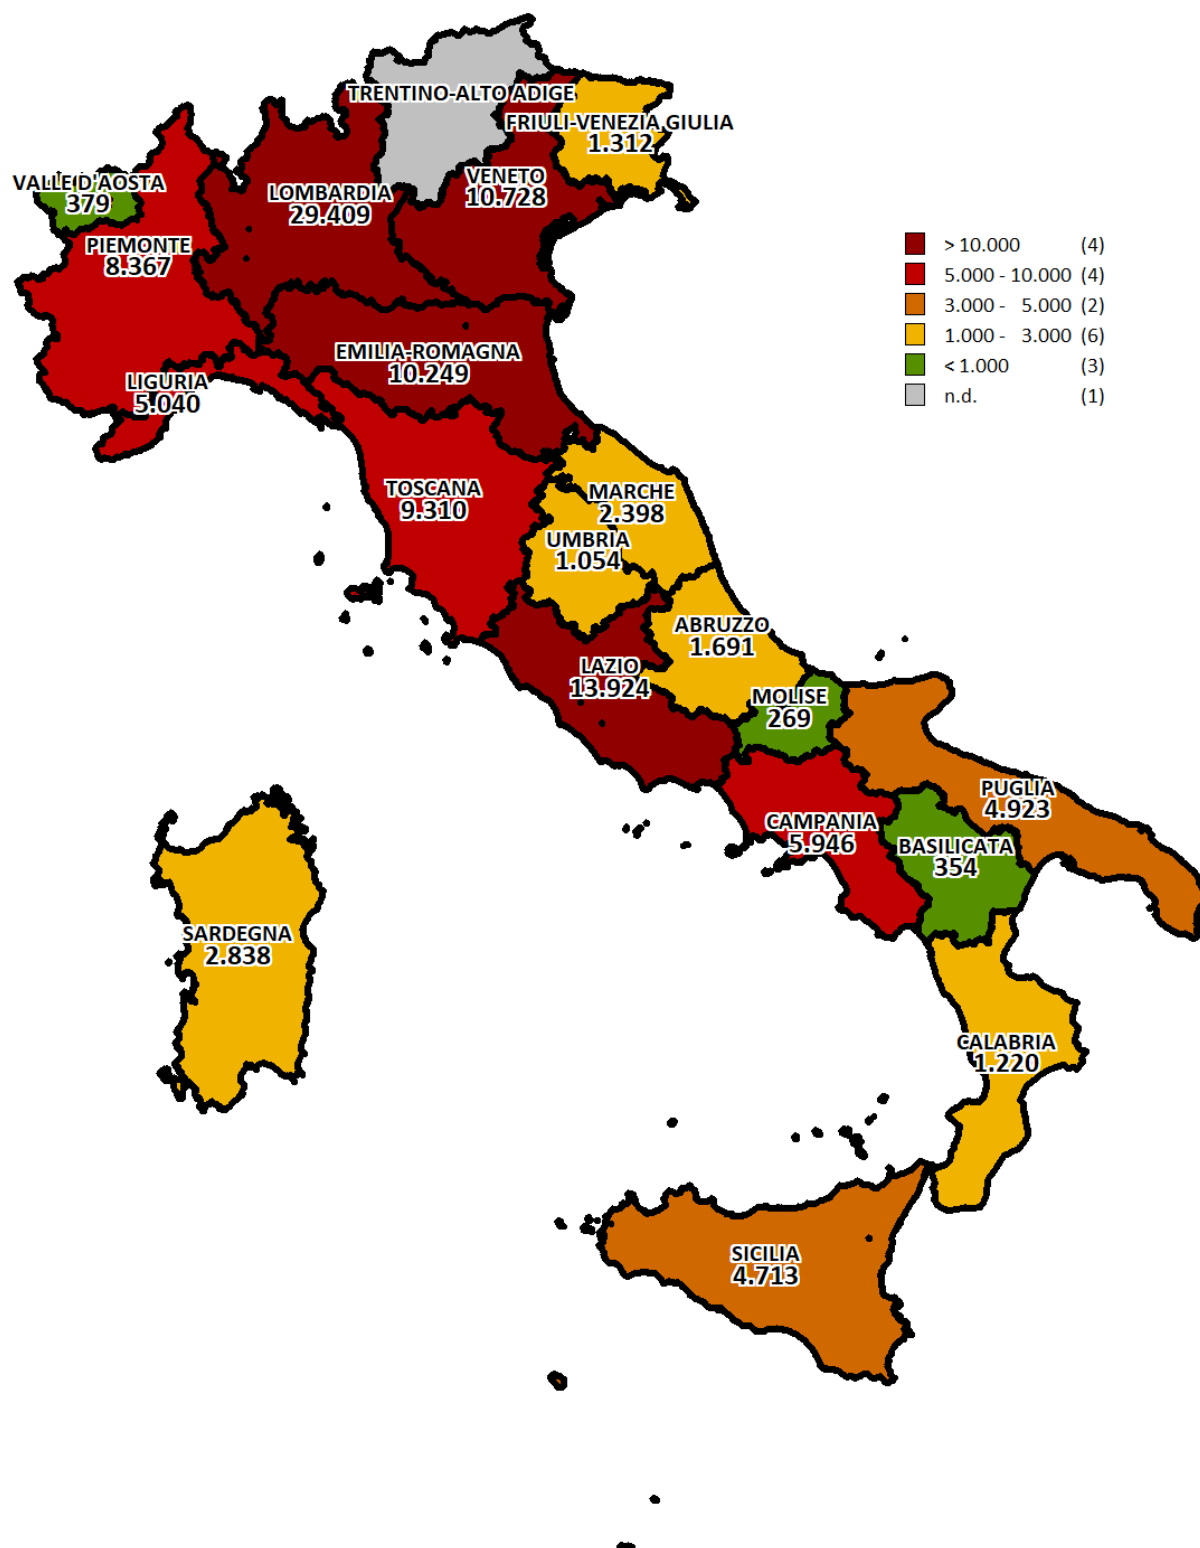 TRENTINO-ALTO ADIGE
FRIULI-VENEZIA GIULIA
1.312
VALLE D'AOSTA
379
LOMBARDIA
29.409
VENETO
10.728
PIEMONTE
8.367
> 10.000 (4)
5.000 - 10.000 (4)
3.000 - 5.000 (2)
1.000 - 3.000 (6)
< 1.000 (3)
n.d. (1)
EMILIA-ROMAGNA
10.249
LIGURIA
5.040
TOSCANA
9.310
MARCHE
2.398
UMBRIA
1.054
ABRUZZO
1.691
LAZIO
13.924
MOLISE
269
PUGLIA
4.923
CAMPANIA
5.946
BASILICATA
354
SARDEGNA
2.838
CALABRIA
1.220
SICILIA
4.713